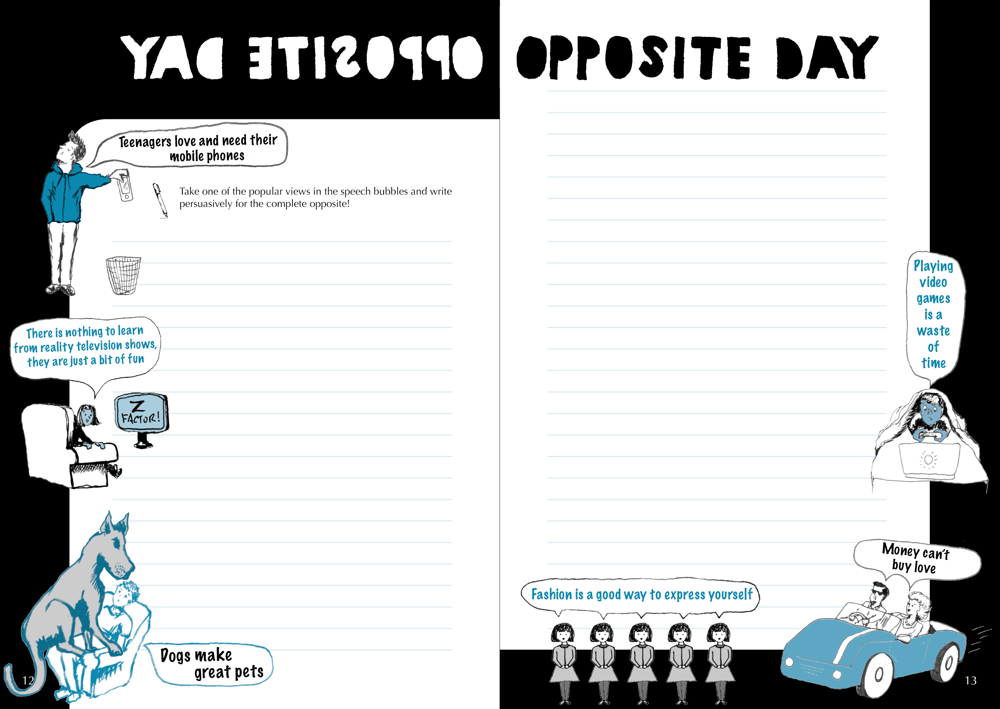 OPPOSITE DAY
Teenagers love and need their
mobile phones
Take one of the popular views in the speech bubbles and write
persuasively for the complete opposite!
There is nothing to learn
from reality television shows,
they are just a bit of fun
Z
FACTOR!
Dogs make
great pets
12
OPPOSITE DAY
Playing
video
games
is a
waste
of
time
Money can't
buy love
Fashion is a good way to express yourself
13